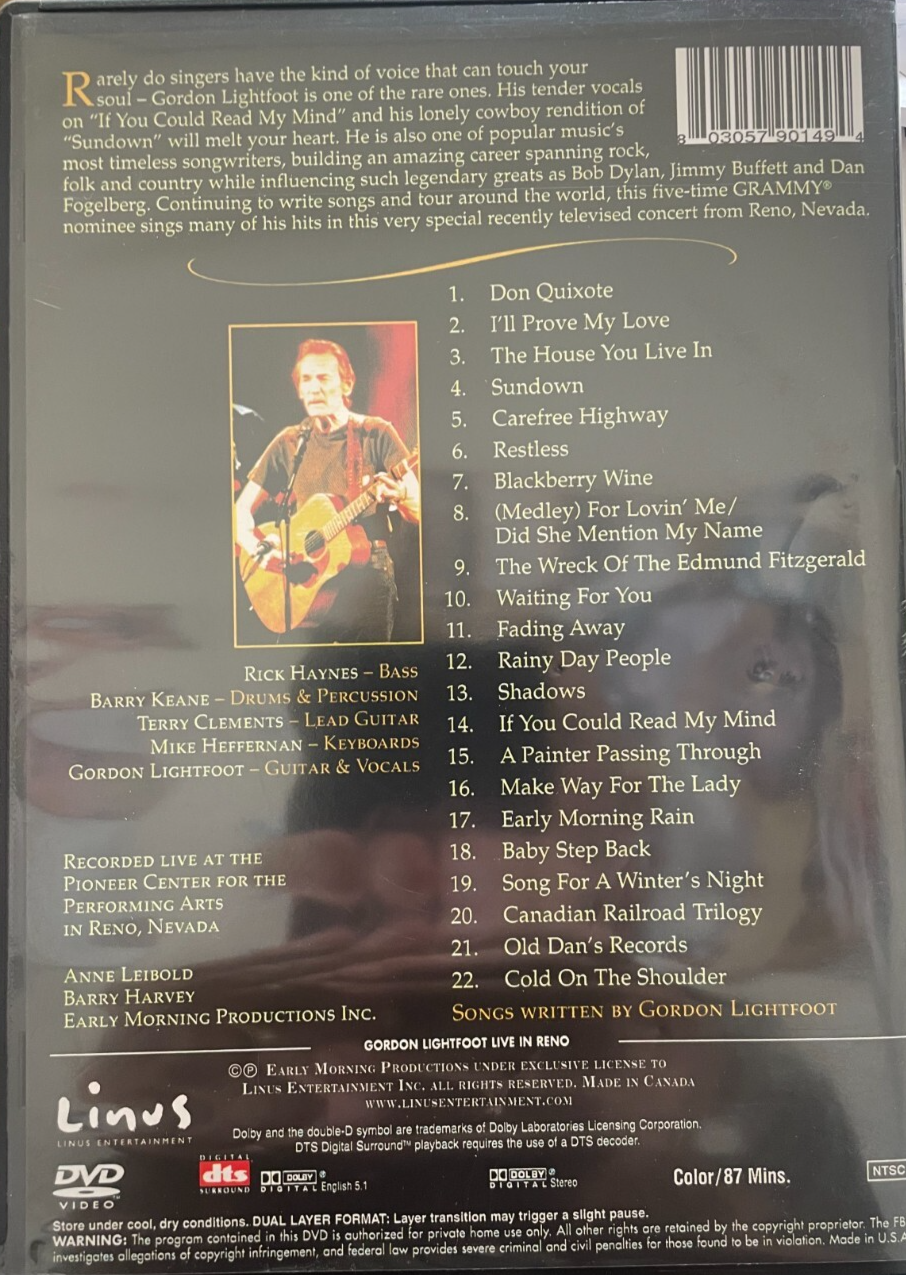 Rarely do singers have the kind of voice that can touch your
soul – Gordon Lightfoot is one of the rare ones. His tender vocals
on "If You Could Read My Mind" and his lonely cowboy rendition of
"Sundown" will melt your heart. He is also one of popular music's
most timeless songwriters, building an amazing career spanning rock,
folk and country while influencing such legendary greats as Bob Dylan, Jimmy Buffett and Dan
Fogelberg. Continuing to write songs and tour around the world, this five-time GRAMMY®
nominee sings many of his hits in this very special recently televised concert from Reno, Nevada.
8 03057 90149 4
1. Don Quixote
2. I'll Prove My Love
3. The House You Live In
4. Sundown
5. Carefree Highway
6. Restless
7. Blackberry Wine
8. (Medley) For Lovin' Me/
Did She Mention My Name
9. The Wreck Of The Edmund Fitzgerald
10. Waiting For You
11. Fading Away
12. Rainy Day People
13. Shadows
14. If You Could Read My Mind
15. A Painter Passing Through
16. Make Way For The Lady
17. Early Morning Rain
18. Baby Step Back
19. Song For A Winter's Night
20. Canadian Railroad Trilogy
21. Old Dan's Records
22. Cold On The Shoulder
SONGS WRITTEN BY GORDON LIGHTFOOT
RICK HAYNES – BASS
BARRY KEANE – DRUMS & PERCUSSION
TERRY CLEMENTS – LEAD GUITAR
MIKE HEFFERNAN – KEYBOARDS
GORDON LIGHTFOOT – GUITAR & VOCALS
RECORDED LIVE AT THE
PIONEER CENTER FOR THE
PERFORMING ARTS
IN RENO, NEVADA
ANNE LEIBOLD
BARRY HARVEY
EARLY MORNING PRODUCTIONS INC.
GORDON LIGHTFOOT LIVE IN RENO
©℗ EARLY MORNING PRODUCTIONS UNDER EXCLUSIVE LICENSE TO
LINUS ENTERTAINMENT INC. ALL RIGHTS RESERVED. MADE IN CANADA
WWW.LINUSENTERTAINMENT.COM
Linus
LINUS ENTERTAINMENT
Dolby and the double-D symbol are trademarks of Dolby Laboratories Licensing Corporation.
DTS Digital Surround™ playback requires the use of a DTS decoder.
DVD
VIDEO™
DIGITAL
dts
SURROUND
DOLBY®
DIGITAL English 5.1
DOLBY®
DIGITAL Stereo
Color/87 Mins.
NTSC
Store under cool, dry conditions. DUAL LAYER FORMAT: Layer transition may trigger a slight pause.
WARNING: The program contained in this DVD is authorized for private home use only. All other rights are retained by the copyright proprietor. The FB
investigates allegations of copyright infringement, and federal law provides severe criminal and civil penalties for those found to be in violation. Made in U.S.A